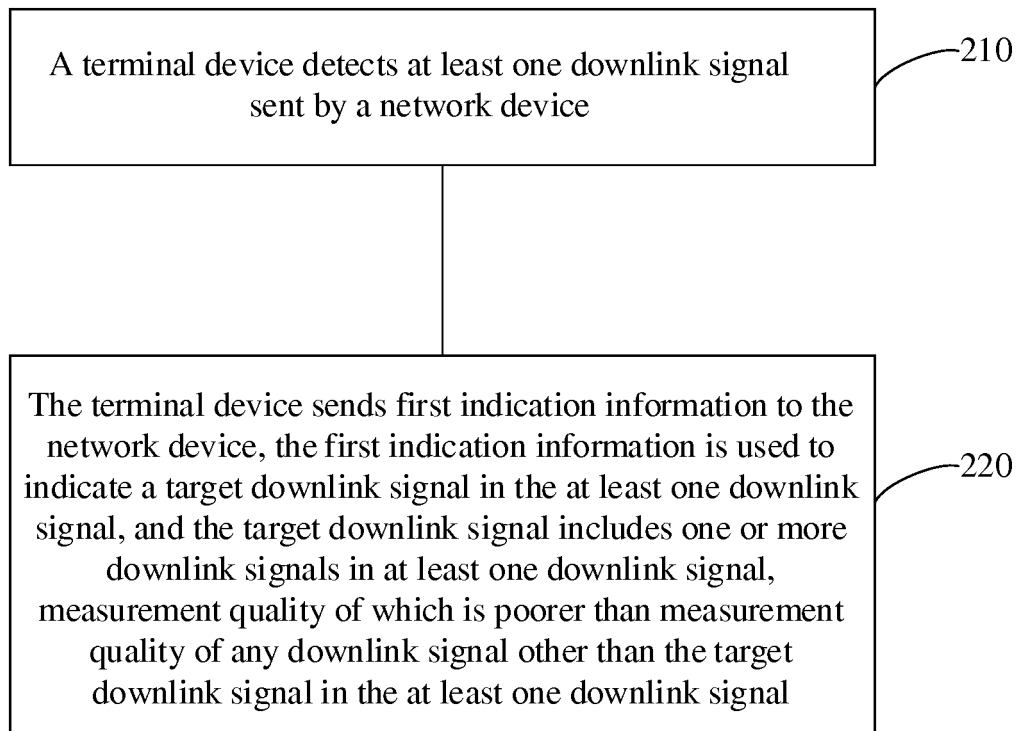 A terminal device detects at least one downlink signal
sent by a network device
210
The terminal device sends first indication information to the
network device, the first indication information is used to
indicate a target downlink signal in the at least one downlink
signal, and the target downlink signal includes one or more
downlink signals in at least one downlink signal,
measurement quality of which is poorer than measurement
quality of any downlink signal other than the target
downlink signal in the at least one downlink signal
220